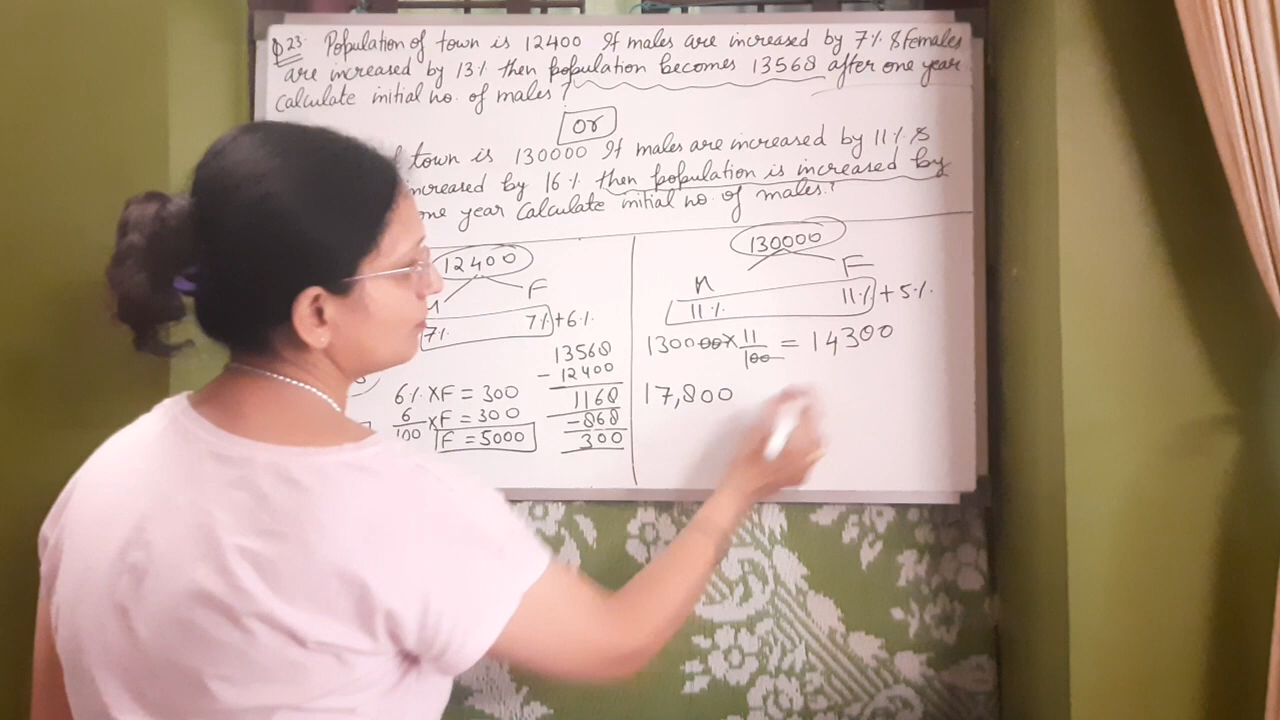 Q23. Population of town is 12400 If males are increased by 7% & females
are increased by 13% then population becomes 13568 after one year
Calculate initial no. of males?
or
town is 130000 If males are increased by 11% &
increased by 16% then population is increased by
one year Calculate initial no. of males?
12400
F
7% 7% +6%
13568
- 12400
1168
-868
300
6% XF = 300
6/100 XF = 300
F = 5000
130000
M F
11% 11% +5%
130000 x 11/100 = 14300
17,800